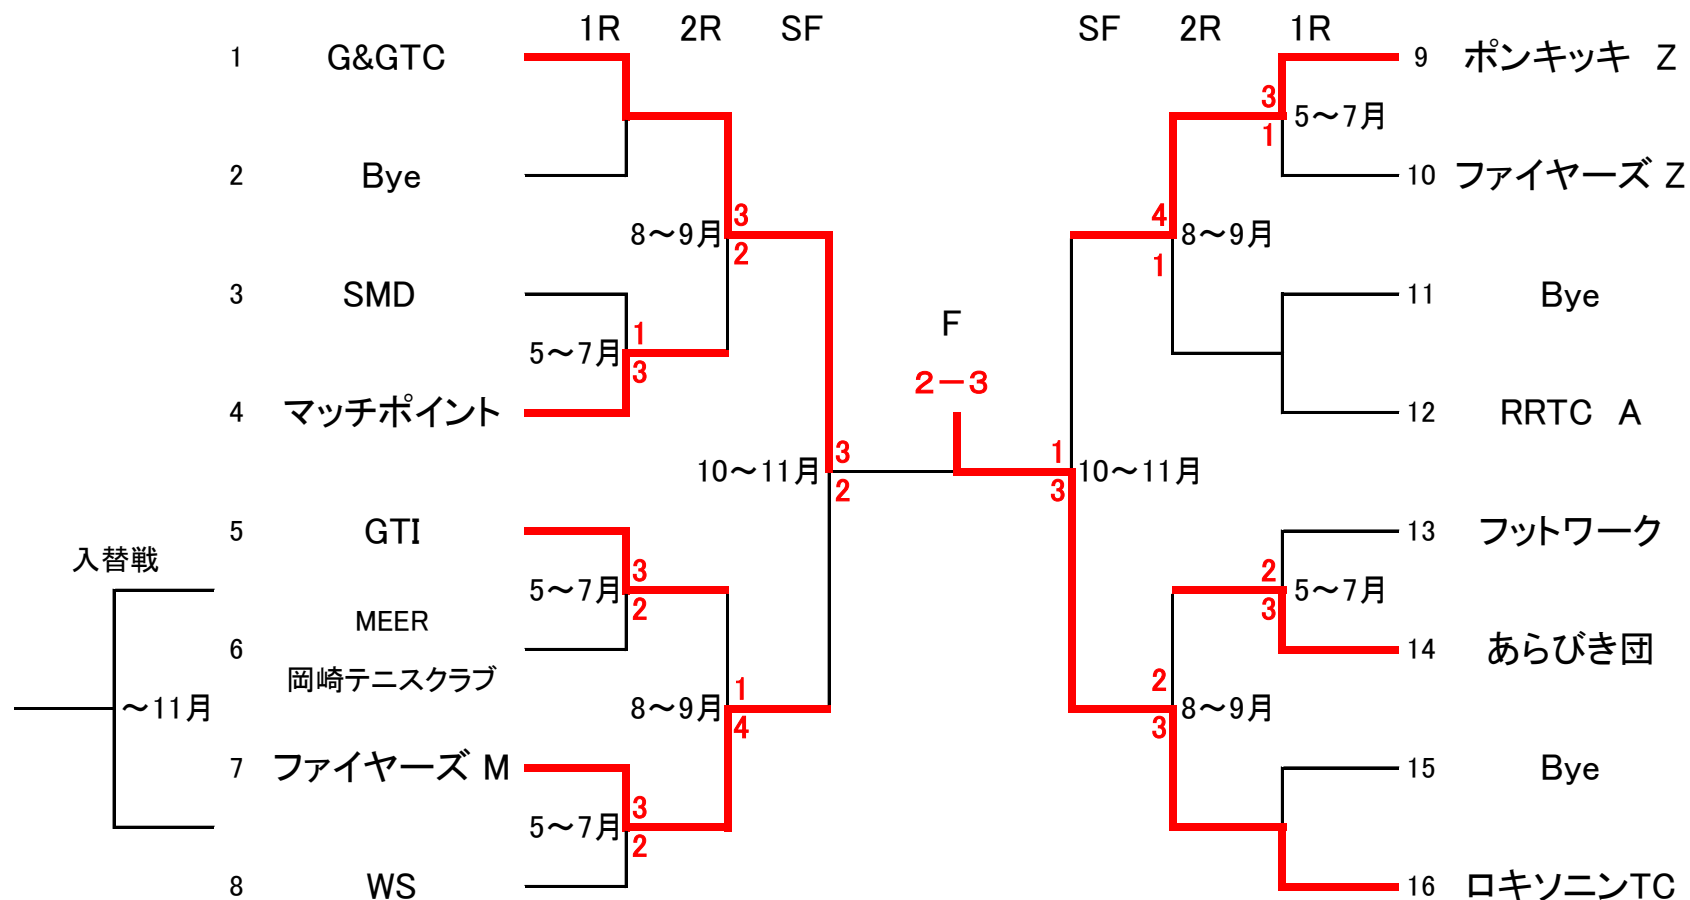 1R 2R SF SF 2R 1R
1 G&GTC 9 ポンキッキ Z
3
5～7月
1
2 Bye 10 ファイヤーズ Z
3 4
8～9月 8～9月
2 1
3 SMD 11 Bye
F
1
5～7月
3
2－3
4 マッチポイント 12 RRTC A
3 1
10～11月 10～11月
2 3
5 GTI 13 フットワーク
入替戦
3 2
5～7月 5～7月
2 3
MEER
6 14 あらびき団
岡崎テニスクラブ
1 2
～11月 8～9月 8～9月
4 3
7 ファイヤーズ M 15 Bye
3
5～7月
2
8 WS 16 ロキソニンTC